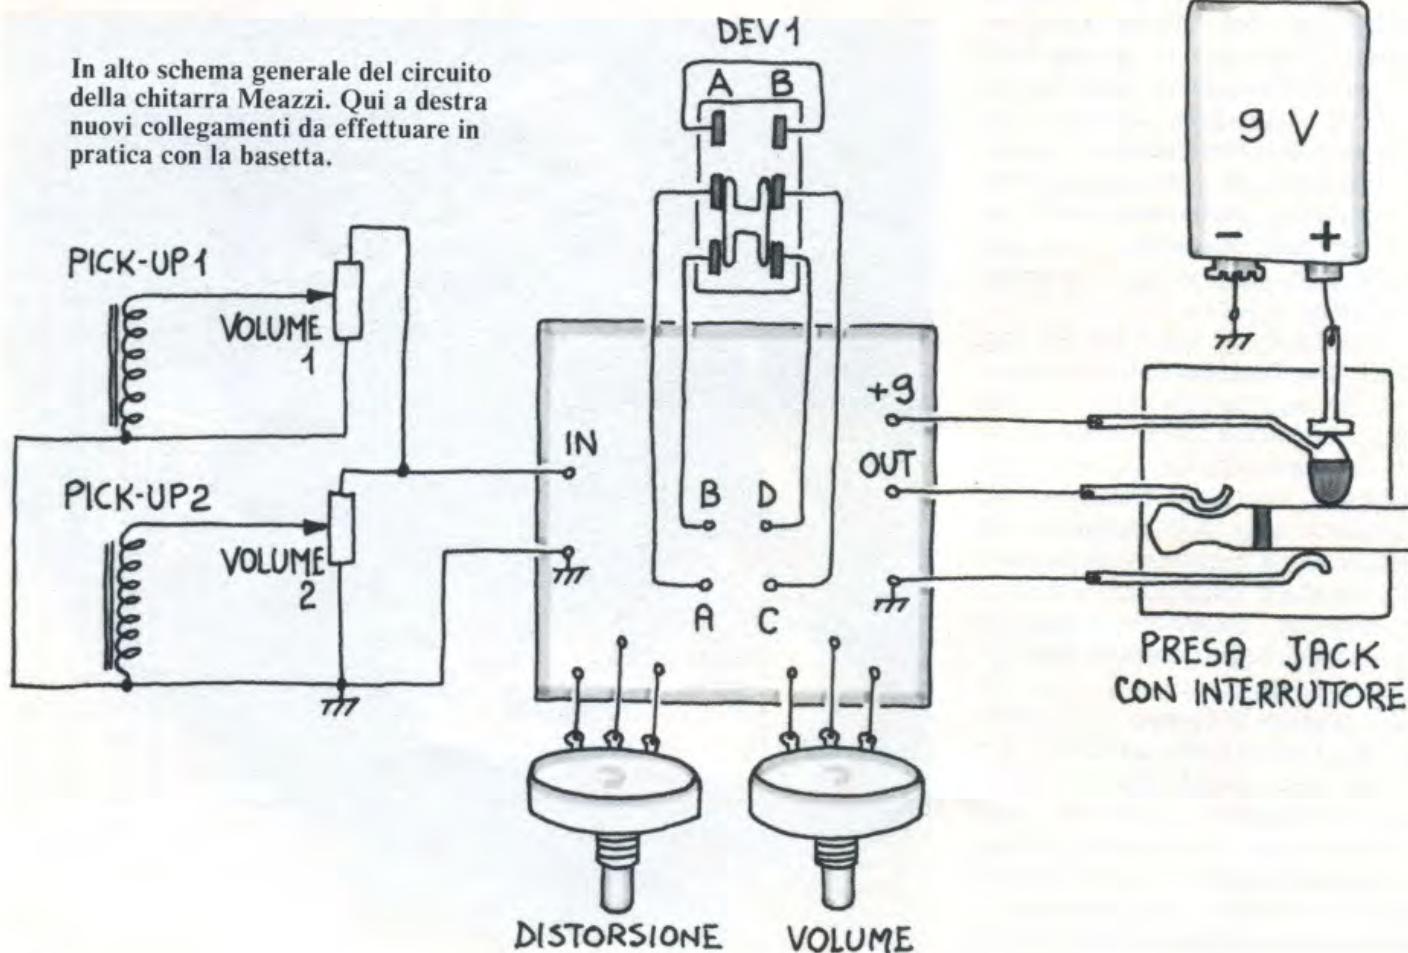 In alto schema generale del circuito
della chitarra Meazzi. Qui a destra
nuovi collegamenti da effettuare in
pratica con la basetta.
DEV 1
A B
9 V
- +
PICK-UP1
VOLUME
1
PICK-UP2
VOLUME
2
IN
+9
OUT
B D
A C
PRESA JACK
CON INTERRUTTORE
DISTORSIONE
VOLUME